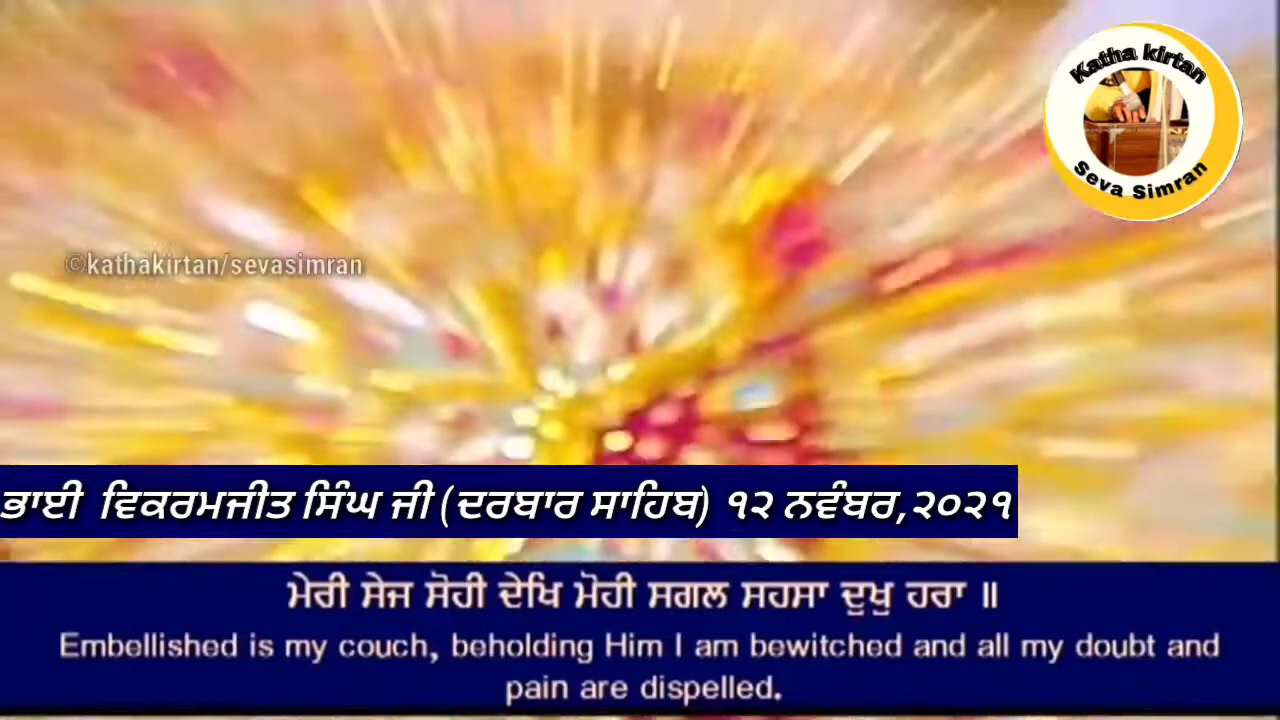 Katha kirtan
Seva Simran
©kathakirtan/sevasimran
ਭਾਈ ਵਿਕਰਮਜੀਤ ਸਿੰਘ ਜੀ (ਦਰਬਾਰ ਸਾਹਿਬ) ੧੨ ਨਵੰਬਰ,੨੦੨੧
ਮੇਰੀ ਸੇਜ ਸੋਹੀ ਦੇਖਿ ਮੋਹੀ ਸਗਲ ਸਹਸਾ ਦੁਖੁ ਹਰਾ ॥
Embellished is my couch, beholding Him I am bewitched and all my doubt and
pain are dispelled.